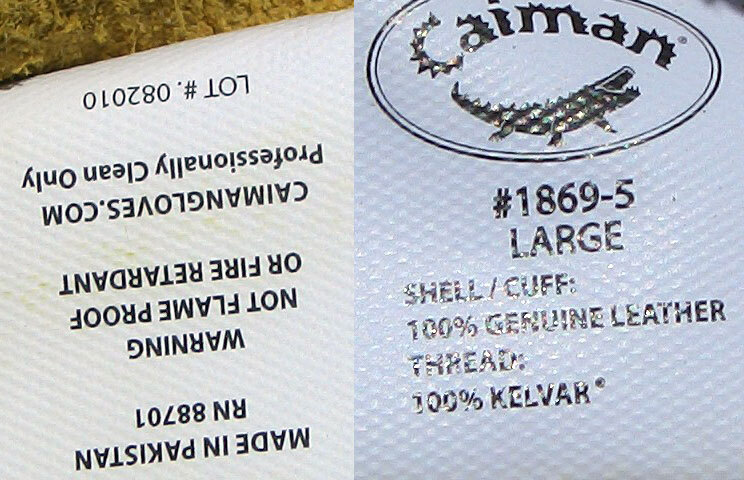 MADE IN PAKISTAN
RN 88701
WARNING
NOT FLAME PROOF
OR FIRE RETARDANT
CAIMANGLOVES.COM
Professionally Clean Only
LOT #. 082010
Caiman®
#1869-5
LARGE
SHELL / CUFF:
100% GENUINE LEATHER
THREAD:
100% KELVAR®